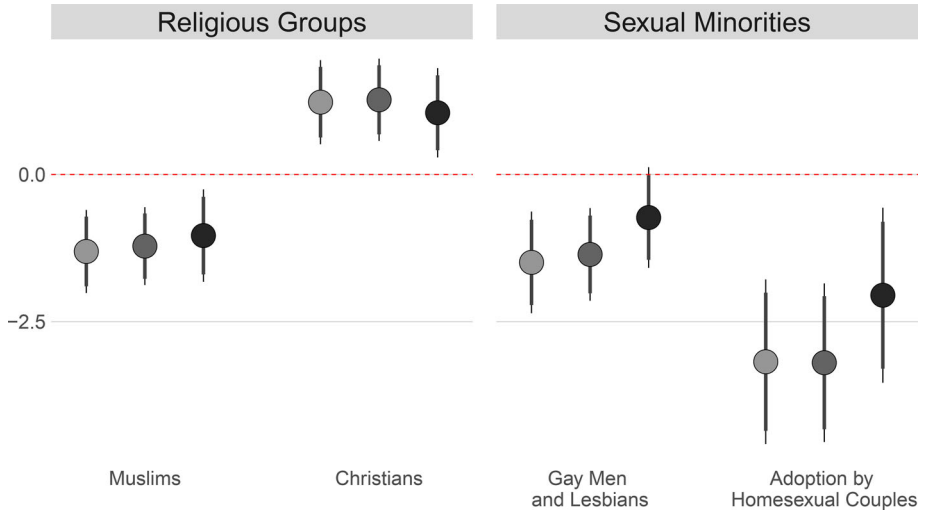 Religious Groups
Sexual Minorities
0.0
−2.5
Muslims
Christians
Gay Men
and Lesbians
Adoption by
Homesexual Couples